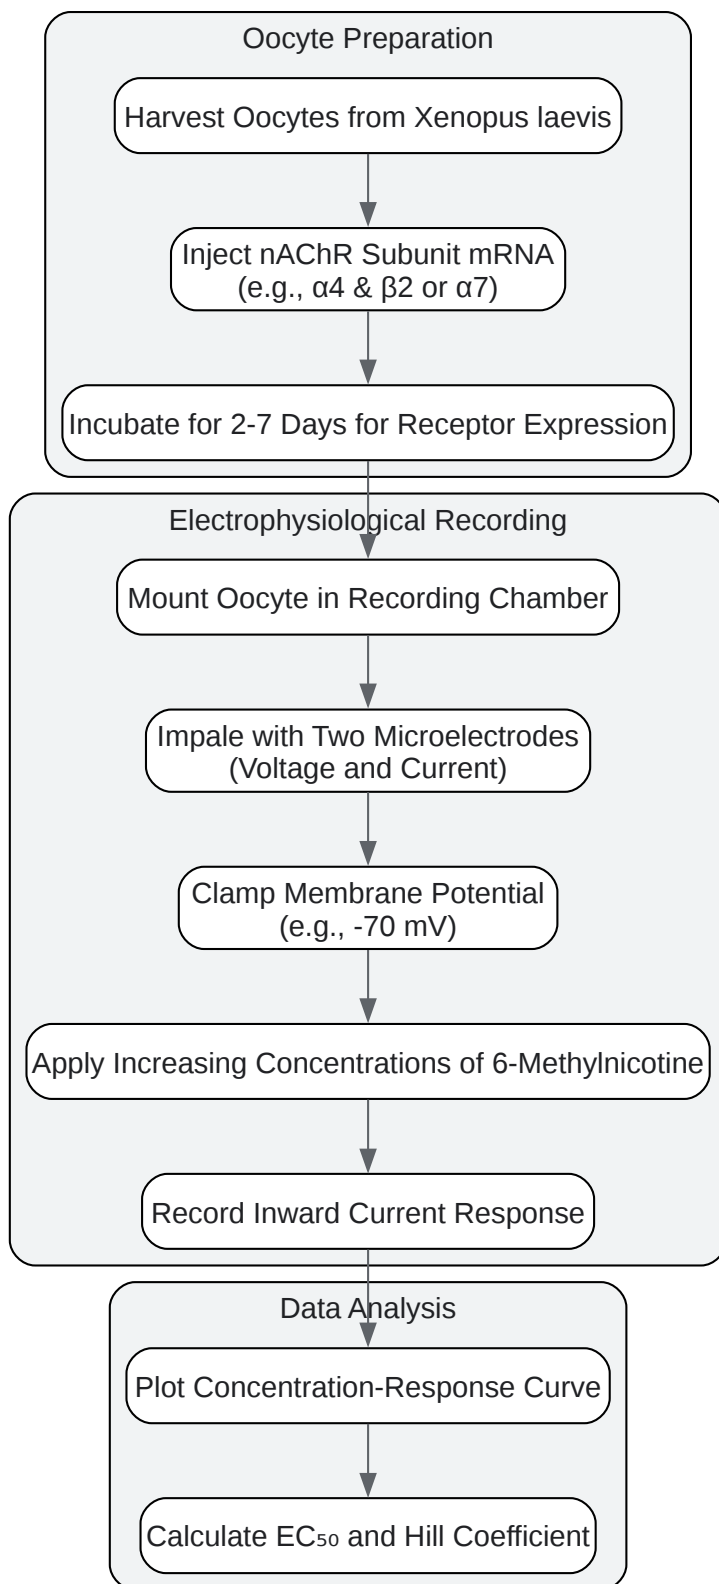 Oocyte Preparation
Harvest Oocytes from Xenopus laevis
Inject nAChR Subunit mRNA
(e.g., α4 & β2 or α7)
Incubate for 2-7 Days for Receptor Expression
Electrophysiological Recording
Mount Oocyte in Recording Chamber
Impale with Two Microelectrodes
(Voltage and Current)
Clamp Membrane Potential
(e.g., -70 mV)
Apply Increasing Concentrations of 6-Methylnicotine
Record Inward Current Response
Data Analysis
Plot Concentration-Response Curve
Calculate EC₅₀ and Hill Coefficient